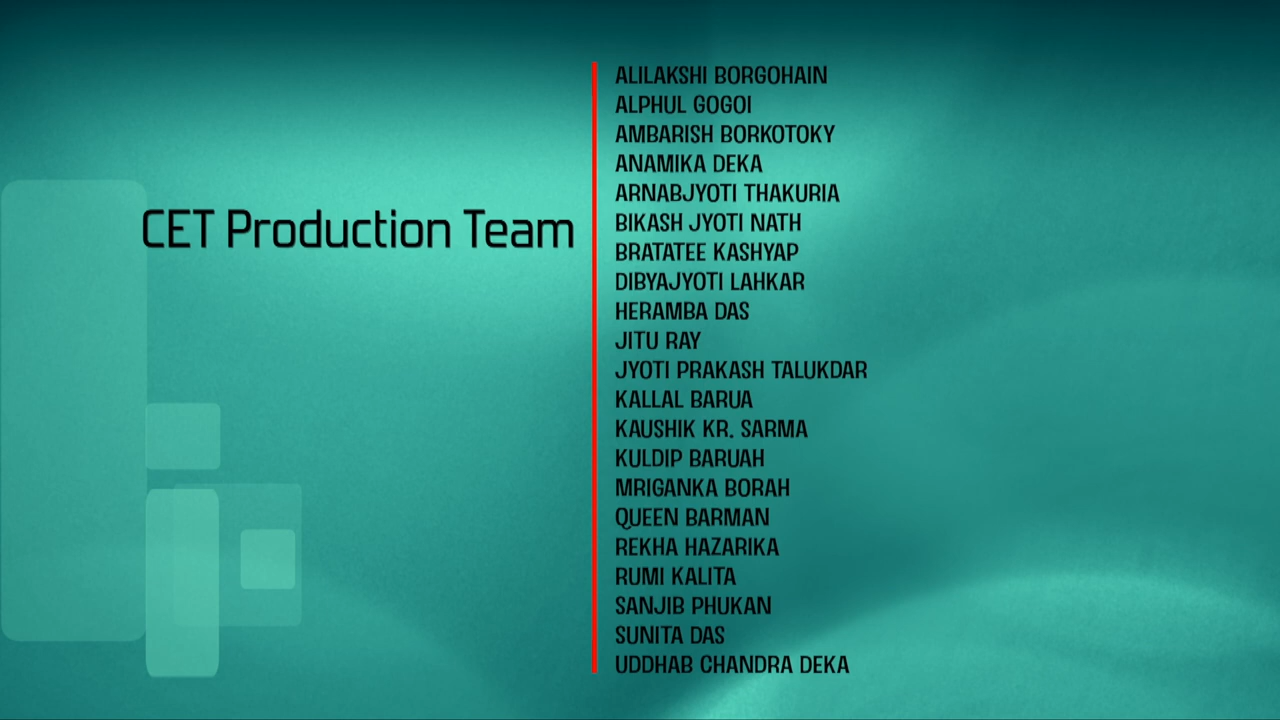 CET Production Team
ALILAKSHI BORGOHAIN
ALPHUL GOGOI
AMBARISH BORKOTOKY
ANAMIKA DEKA
ARNABJYOTI THAKURIA
BIKASH JYOTI NATH
BRATATEE KASHYAP
DIBYAJYOTI LAHKAR
HERAMBA DAS
JITU RAY
JYOTI PRAKASH TALUKDAR
KALLAL BARUA
KAUSHIK KR. SARMA
KULDIP BARUAH
MRIGANKA BORAH
QUEEN BARMAN
REKHA HAZARIKA
RUMI KALITA
SANJIB PHUKAN
SUNITA DAS
UDDHAB CHANDRA DEKA